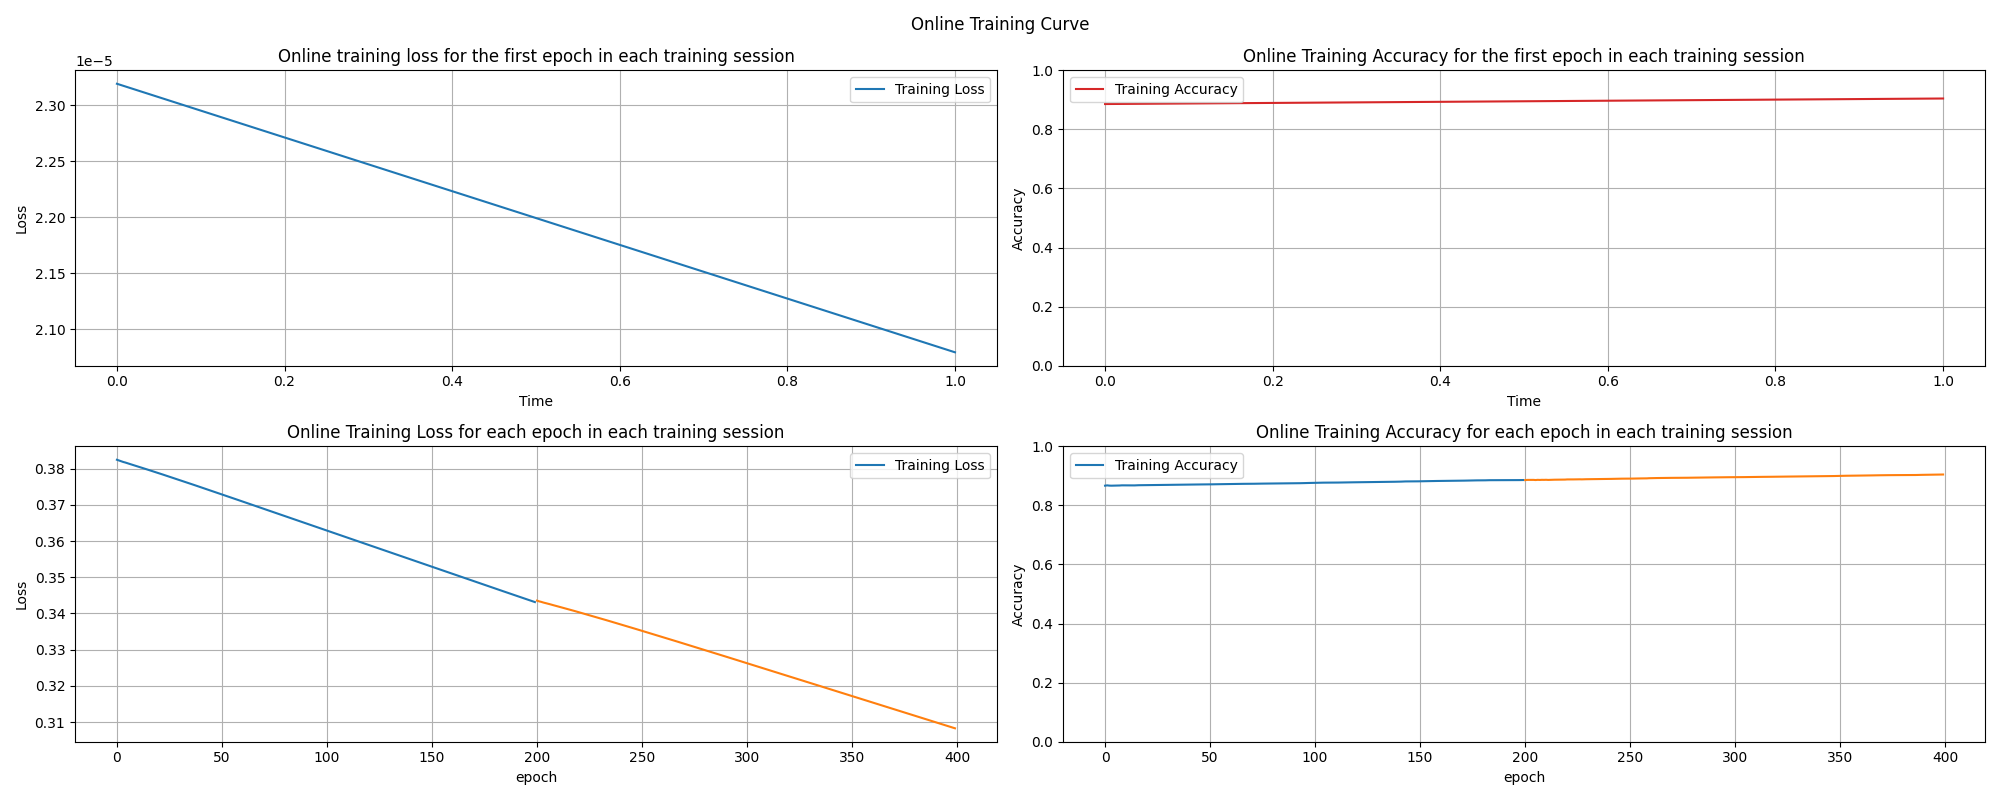 Online Training Curve
Online training loss for the first epoch in each training session
1e−5
Training Loss
2.30
2.25
2.20
2.15
2.10
Loss
0.0 0.2 0.4 0.6 0.8 1.0
Time
Online Training Accuracy for the first epoch in each training session
Training Accuracy
1.0
0.8
0.6
0.4
0.2
0.0
Accuracy
0.0 0.2 0.4 0.6 0.8 1.0
Time
Online Training Loss for each epoch in each training session
Training Loss
0.38
0.37
0.36
0.35
0.34
0.33
0.32
0.31
Loss
0 50 100 150 200 250 300 350 400
epoch
Online Training Accuracy for each epoch in each training session
Training Accuracy
1.0
0.8
0.6
0.4
0.2
0.0
Accuracy
0 50 100 150 200 250 300 350 400
epoch